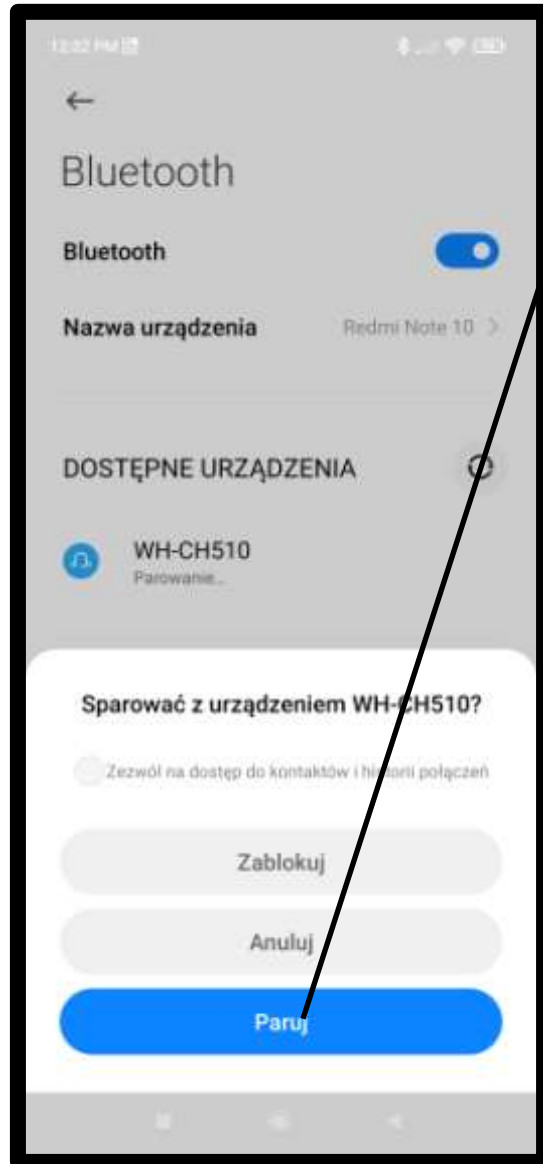 12:02 PM
Bluetooth
Bluetooth
Nazwa urządzenia Redmi Note 10 >
DOSTĘPNE URZĄDZENIA
WH-CH510
Parowanie...
Sparować z urządzeniem WH-CH510?
Zezwól na dostęp do kontaktów i historii połączeń
Zablokuj
Anuluj
Paruj